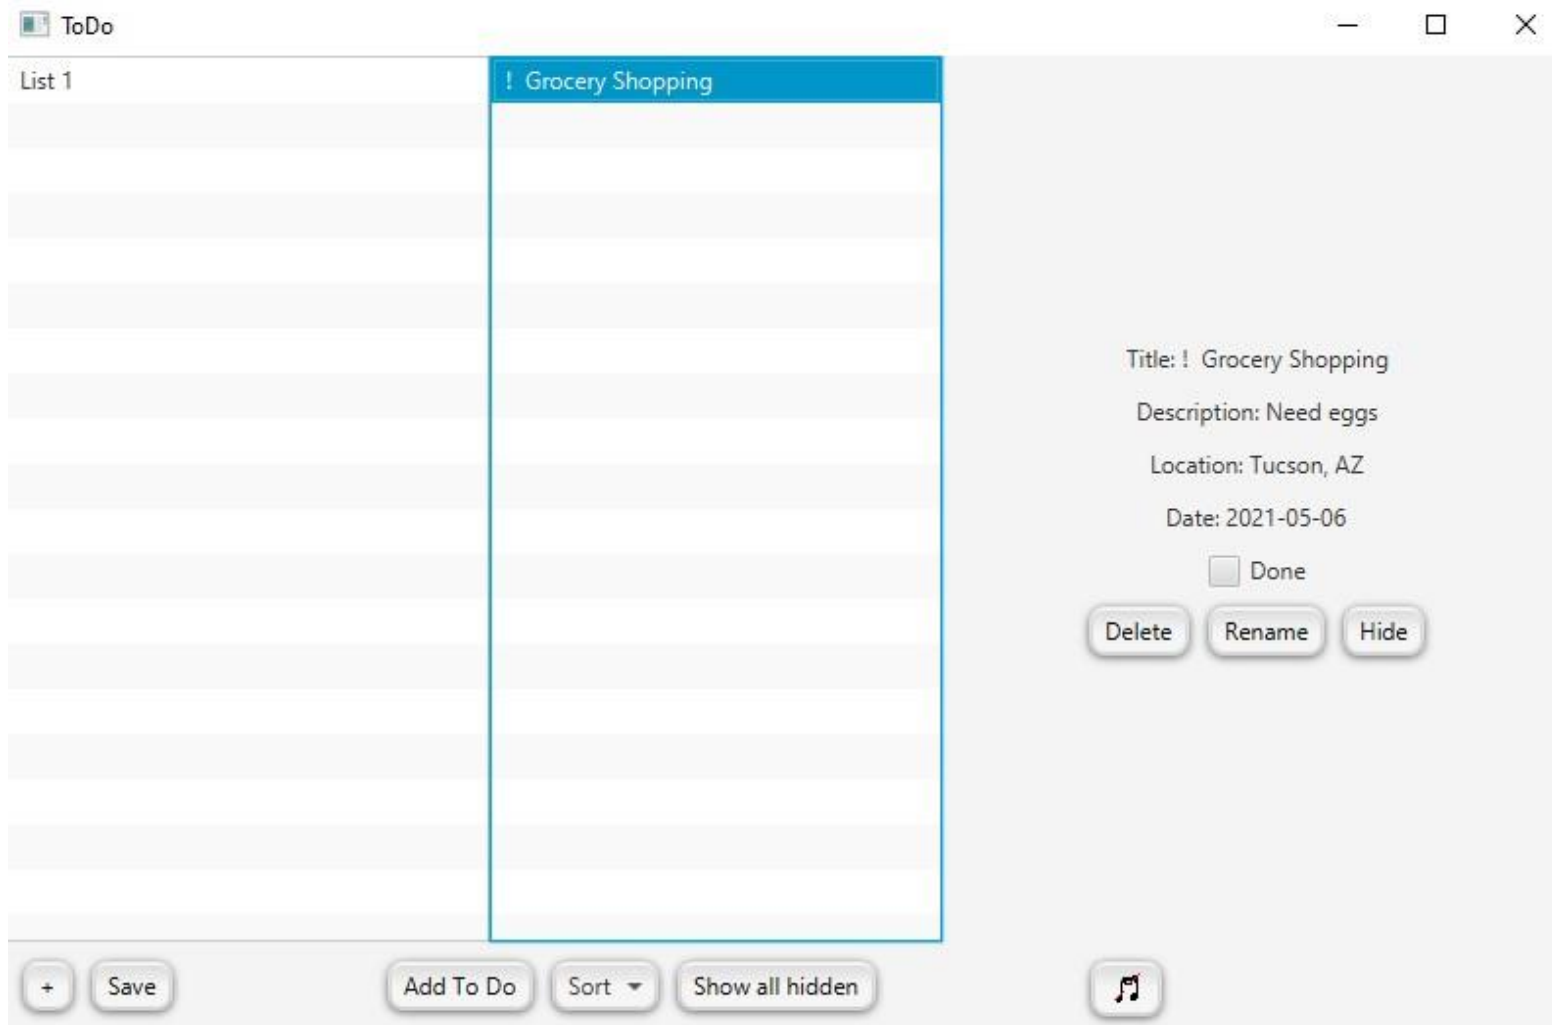 ToDo
List 1
! Grocery Shopping
Title: ! Grocery Shopping
Description: Need eggs
Location: Tucson, AZ
Date: 2021-05-06
Done
Delete Rename Hide
+ Save Add To Do Sort Show all hidden